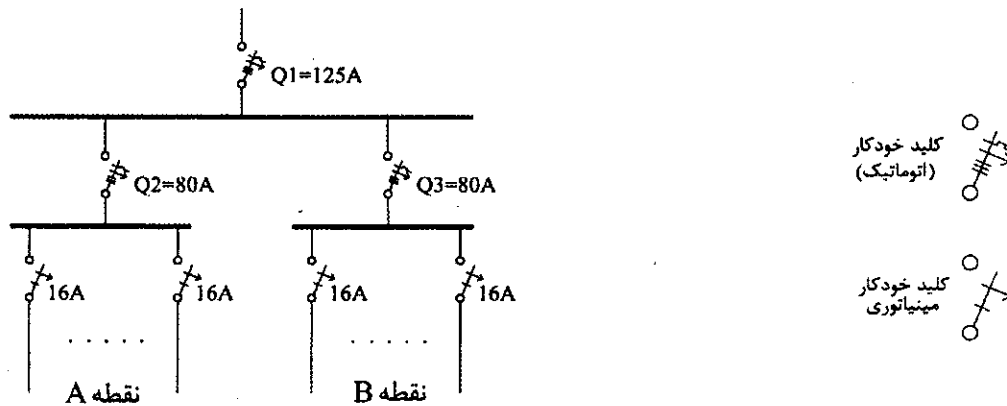 Q1=125A
Q2=80A
Q3=80A
16A
16A
16A
16A
. . . . .
. . . . .
نقطه A
نقطه B
کلید خودکار
(اتوماتیک)
کلید خودکار
مینیاتوری